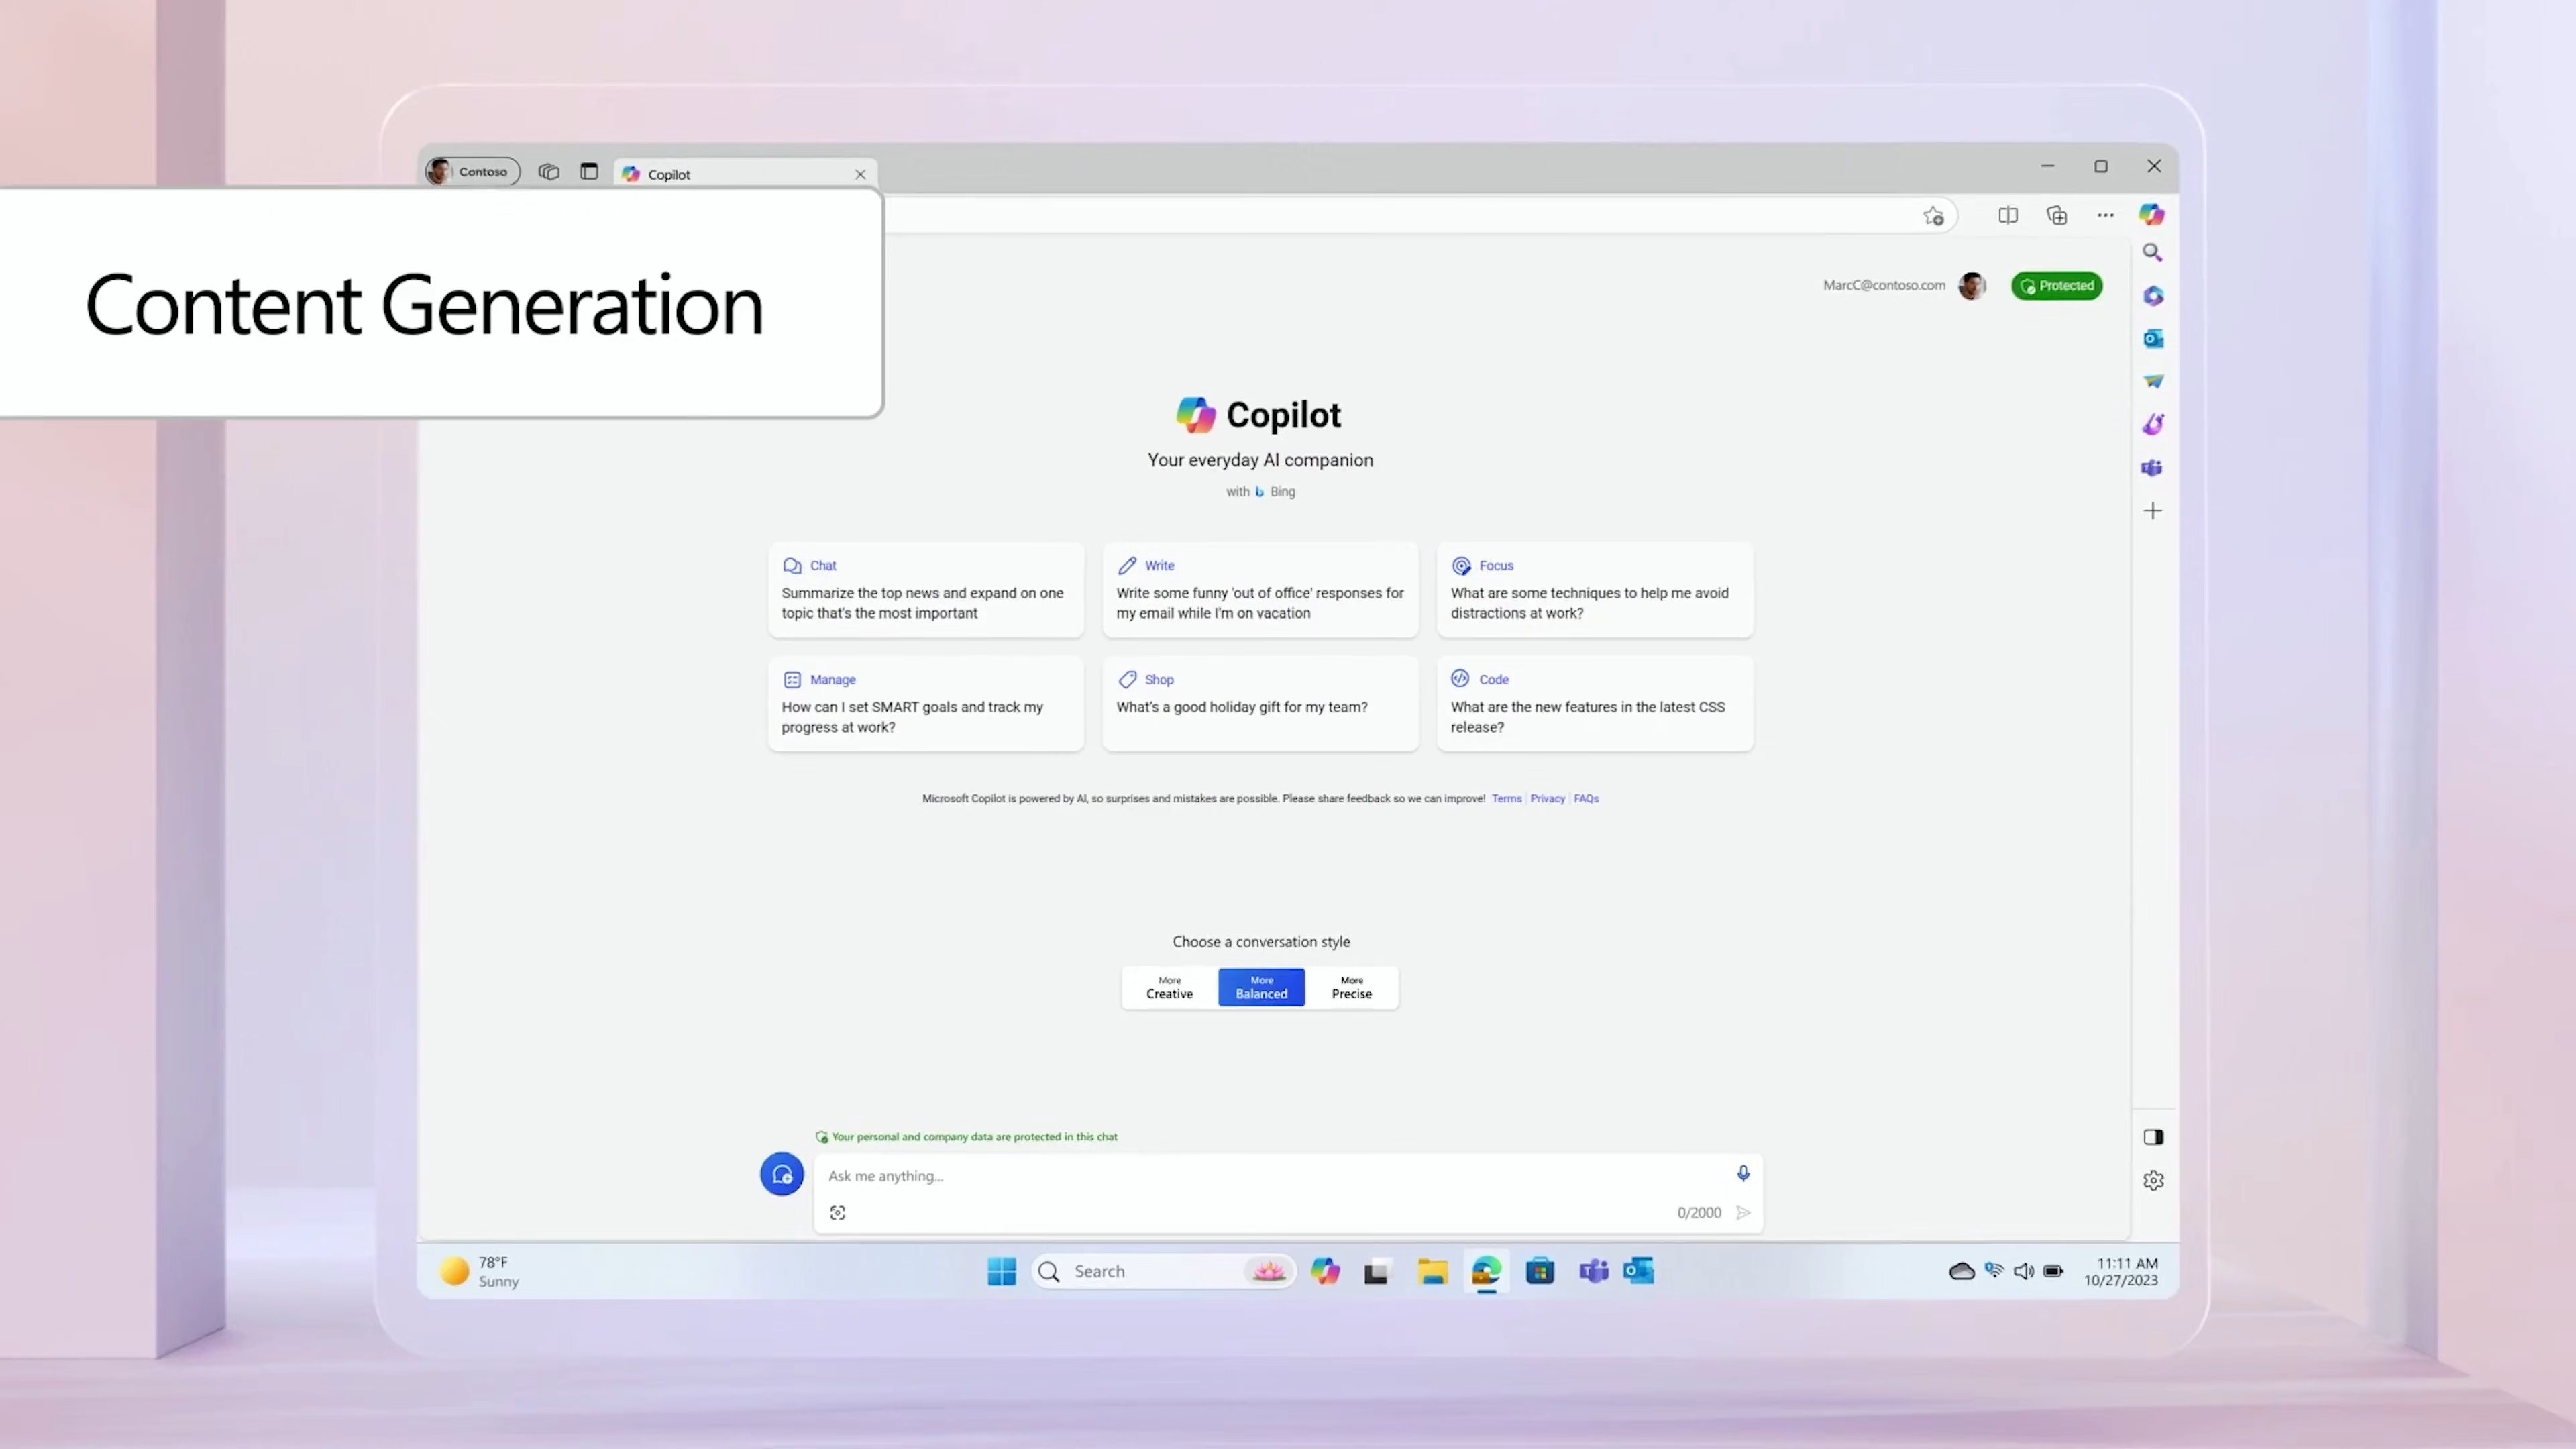 Contoso
Copilot
Content Generation
MarcC@contoso.com
Protected
Copilot
Your everyday AI companion
with Bing
Chat
Summarize the top news and expand on one
topic that's the most important
Write
Write some funny 'out of office' responses for
my email while I'm on vacation
Focus
What are some techniques to help me avoid
distractions at work?
Manage
How can I set SMART goals and track my
progress at work?
Shop
What's a good holiday gift for my team?
Code
What are the new features in the latest CSS
release?
Microsoft Copilot is powered by AI, so surprises and mistakes are possible. Please share feedback so we can improve! Terms Privacy FAQs
Choose a conversation style
More
Creative
More
Balanced
More
Precise
Your personal and company data are protected in this chat
Ask me anything...
0/2000
78°F
Sunny
Search
11:11 AM
10/27/2023